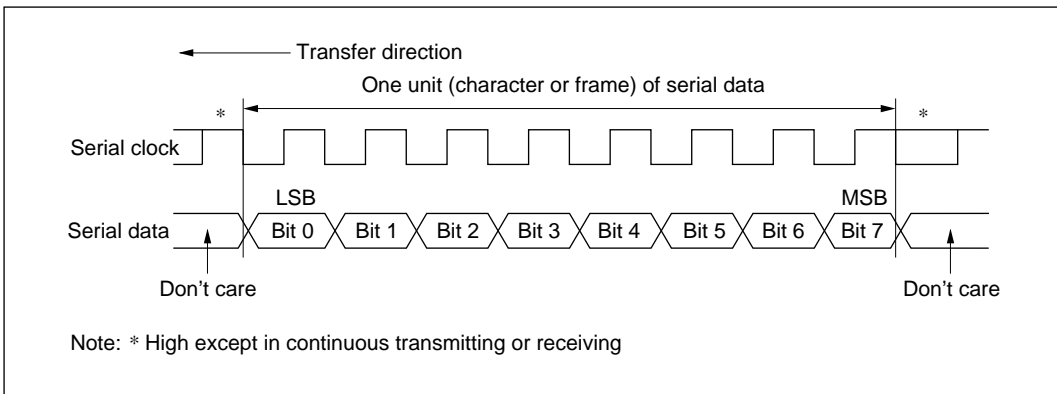 Transfer direction
One unit (character or frame) of serial data
* *
Serial clock
LSB MSB
Serial data Bit 0 Bit 1 Bit 2 Bit 3 Bit 4 Bit 5 Bit 6 Bit 7
Don't care Don't care
Note: * High except in continuous transmitting or receiving